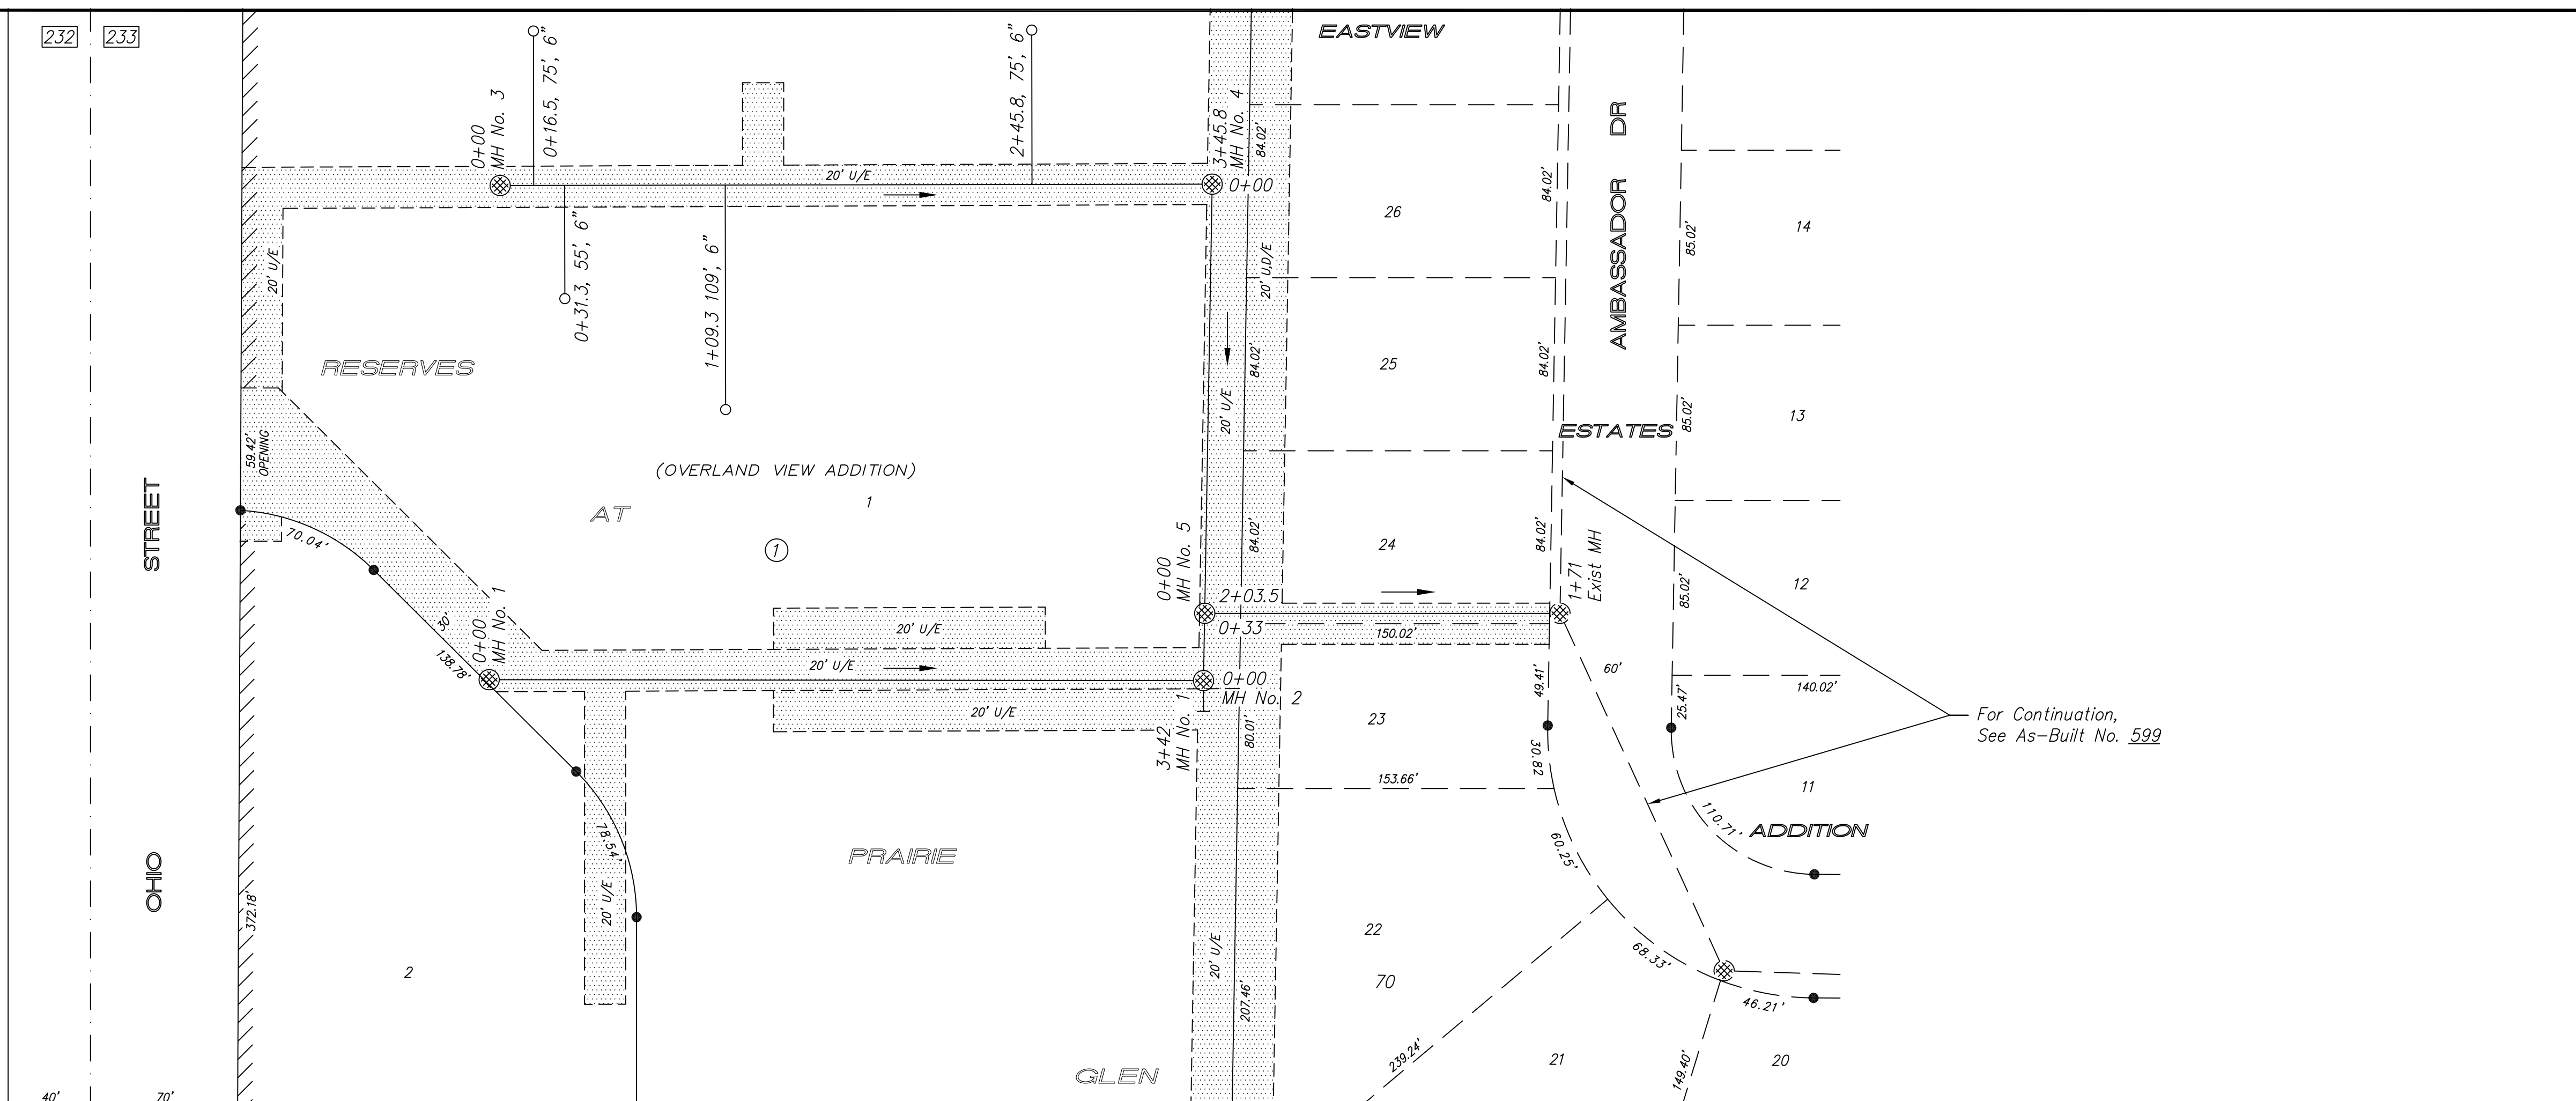 232
233
EASTVIEW
0+00
MH No. 3
0+16.5, 75', 6"
2+45.8, 75', 6"
3+45.8
MH No. 4
84.02'
0+00
20' U/E
0+31.3, 55', 6"
1+09.3 109', 6"
20' U/E
20' U,D/E
84.02'
26
AMBASSADOR DR
85.02'
14
RESERVES
84.02'
20' U/E
25
84.02'
85.02'
13
ESTATES
59.42'
OPENING
(OVERLAND VIEW ADDITION)
1
AT
1
STREET
70.04'
0+00
MH No. 5
84.02'
24
84.02'
1+71
Exist MH
85.02'
12
30'
0+00
MH No. 1
2+03.5
0+33
150.02'
20' U/E
20' U/E
138.78'
0+00
MH No. 2
20' U/E
3+42
MH No. 1
80.01'
23
49.41'
60'
25.47'
140.02'
For Continuation,
See As-Built No. 599
30.82
153.66'
11
110.71'
ADDITION
78.54'
PRAIRIE
60.25'
OHIO
372.18'
20' U/E
20' U/E
22
68.33'
2
207.46'
70
46.21'
239.24'
21
149.40'
20
GLEN
40'
70'